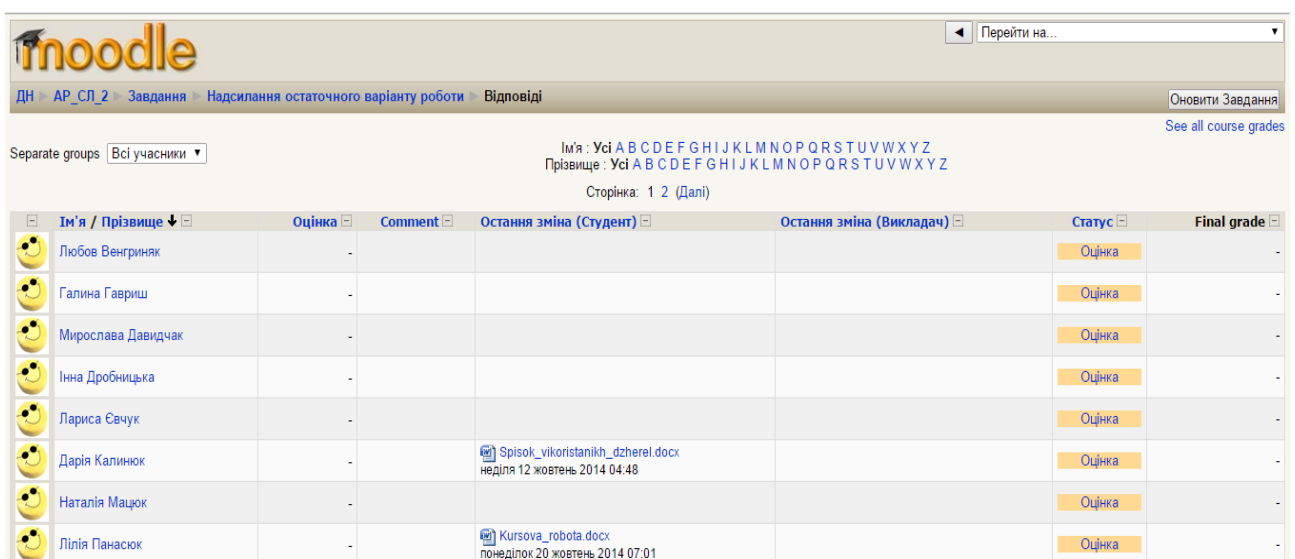 moodle
◄ Перейти на...
ДН ► АР_СЛ_2 ► Завдання ► Надсилання остаточного варіанту роботи ► Відповіді
Оновити Завдання
See all course grades
Separate groups Всі учасники
Ім'я : Усі A B C D E F G H I J K L M N O P Q R S T U V W X Y Z
Прізвище : Усі A B C D E F G H I J K L M N O P Q R S T U V W X Y Z
Сторінка: 1 2 (Далі)
Ім'я / Прізвище Оцінка Comment Остання зміна (Студент) Остання зміна (Викладач) Статус Final grade
Любов Венгриняк - Оцінка -
Галина Гавриш - Оцінка -
Мирослава Давидчак - Оцінка -
Інна Дробницька - Оцінка -
Лариса Євчук - Оцінка -
Дарія Калинюк - Spisok_vikoristanikh_dzherel.docx Оцінка -
неділя 12 жовтень 2014 04:48
Наталія Мацюк - Оцінка -
Лілія Панасюк - Kursova_robota.docx Оцінка -
понеділок 20 жовтень 2014 07:01